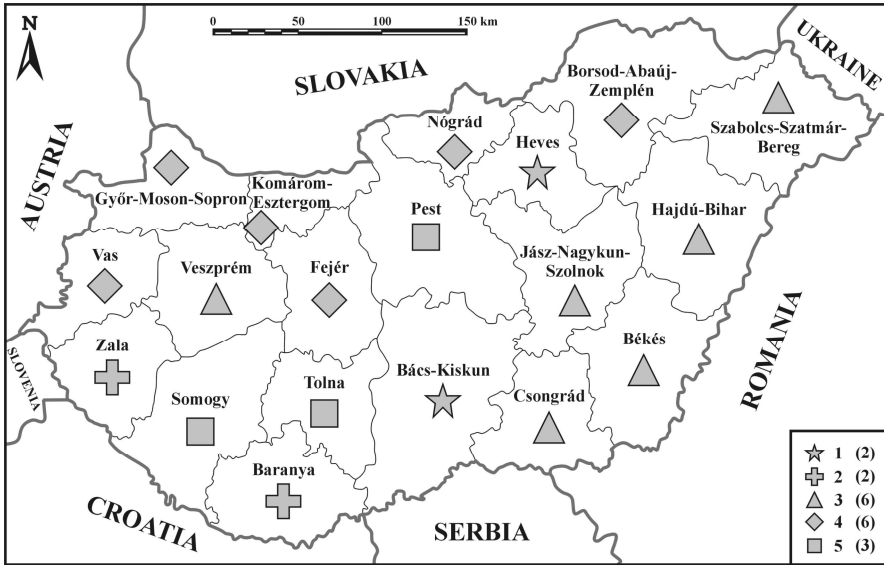 N
0 50 100 150 km
SLOVAKIA
UKRAINE
AUSTRIA
Borsod-Abaúj-
Zemplén
Nógrád
Heves
Szabolcs-Szatmár-
Bereg
Győr-Moson-Sopron
Komárom-
Esztergom
Pest
Hajdú-Bihar
Vas
Veszprém
Fejér
Jász-Nagykun-
Szolnok
SLOVENIA
Zala
Somogy
Tolna
Bács-Kiskun
Csongrád
Békés
ROMANIA
Baranya
CROATIA
SERBIA
1 (2)
2 (2)
3 (6)
4 (6)
5 (3)